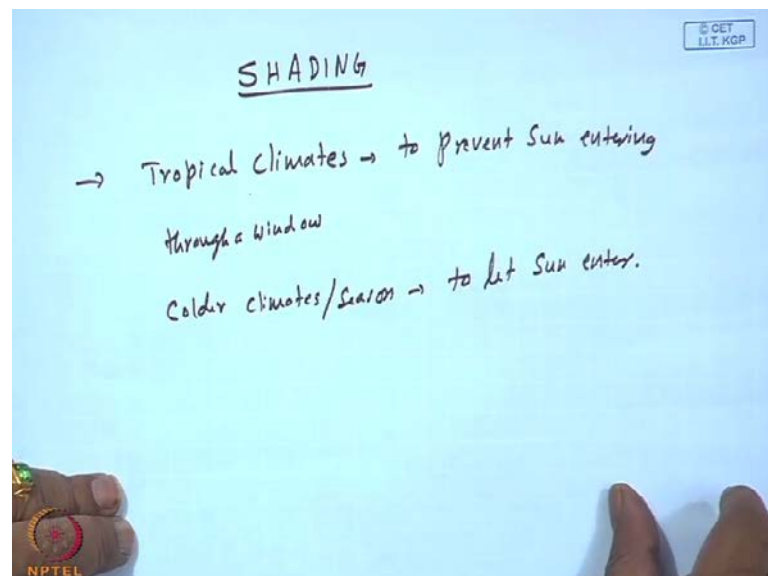 © CET
I.I.T. KGP
SHADING
→ Tropical climates → to prevent Sun entering
through a window
Colder climates/season → to let Sun enter.
NPTEL